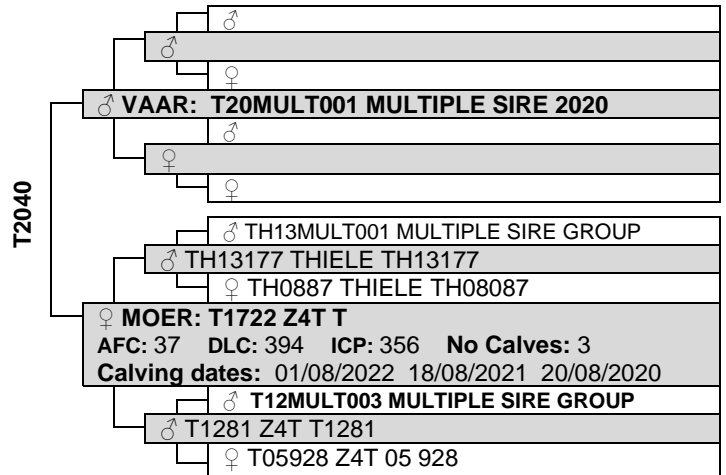 ♂
♂
♀
♂ VAAR: T20MULT001 MULTIPLE SIRE 2020
♂
♀
♀
T2040
♂ TH13MULT001 MULTIPLE SIRE GROUP
♂ TH13177 THIELE TH13177
♀ TH0887 THIELE TH08087
♀ MOER: T1722 Z4T T
AFC: 37 DLC: 394 ICP: 356 No Calves: 3
Calving dates: 01/08/2022 18/08/2021 20/08/2020
♂ T12MULT003 MULTIPLE SIRE GROUP
♂ T1281 Z4T T1281
♀ T05928 Z4T 05 928